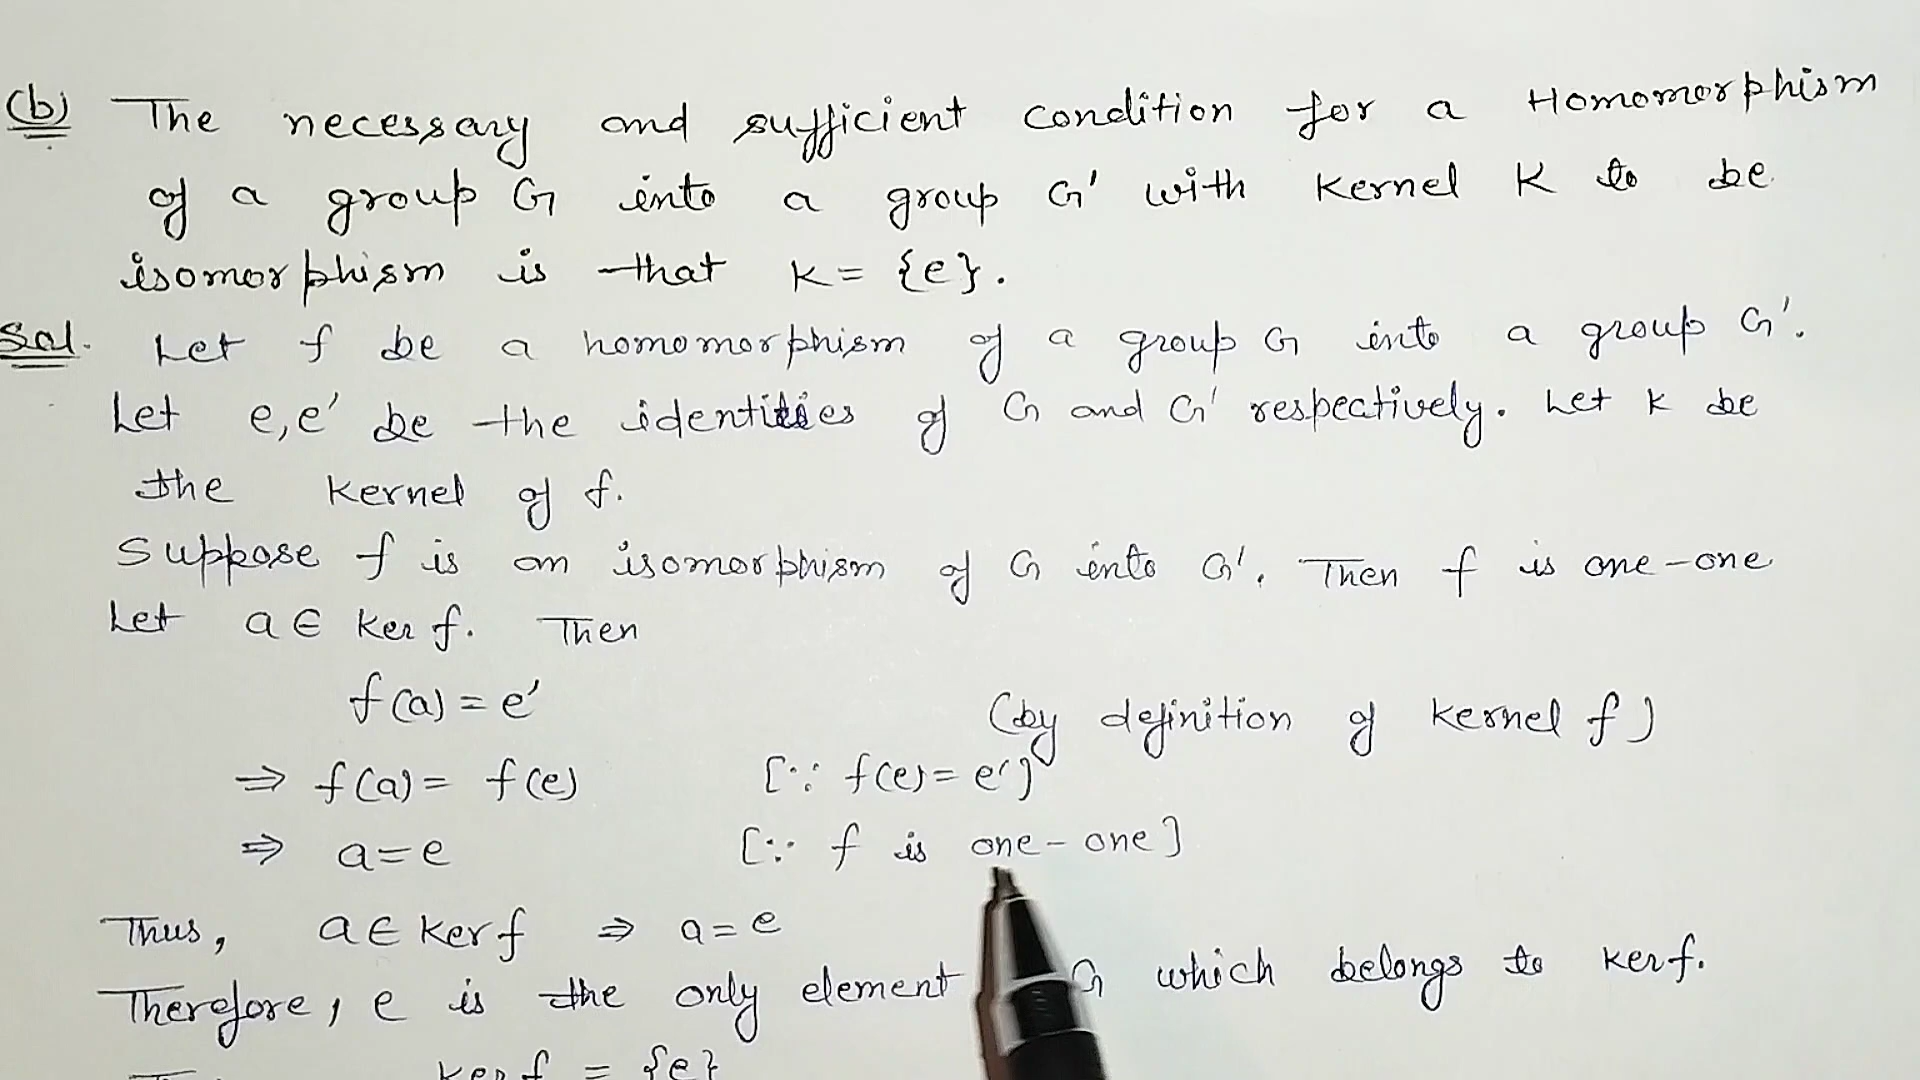 (b) The necessary and sufficient condition for a Homomorphism
of a group G into a group G' with Kernel K to be
isomorphism is that K = {e}.
Sol. Let f be a homomorphism of a group G into a group G'.
Let e, e' be the identities of G and G' respectively. Let K be
the Kernel of f.
Suppose f is an isomorphism of G into G'. Then f is one-one
Let a ∈ Ker f. Then
f(a) = e' (by definition of Kernel f)
⇒ f(a) = f(e) [∵ f(e) = e']
⇒ a = e [∵ f is one-one]
Thus, a ∈ Ker f ⇒ a = e
Therefore, e is the only element G which belongs to Ker f.
Ker f = {e}